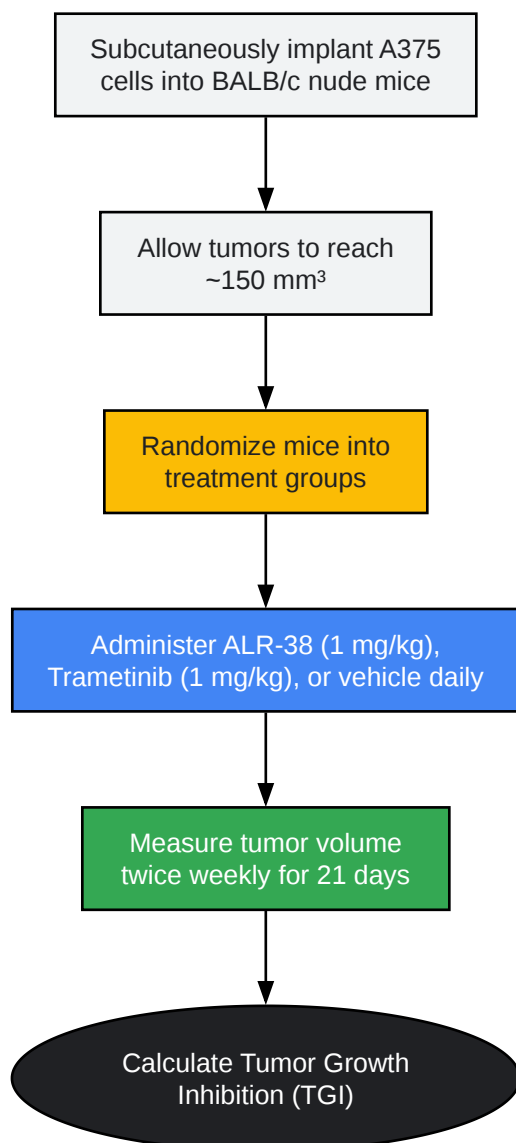 Subcutaneously implant A375
cells into BALB/c nude mice
Allow tumors to reach
~150 mm³
Randomize mice into
treatment groups
Administer ALR-38 (1 mg/kg),
Trametinib (1 mg/kg), or vehicle daily
Measure tumor volume
twice weekly for 21 days
Calculate Tumor Growth
Inhibition (TGI)